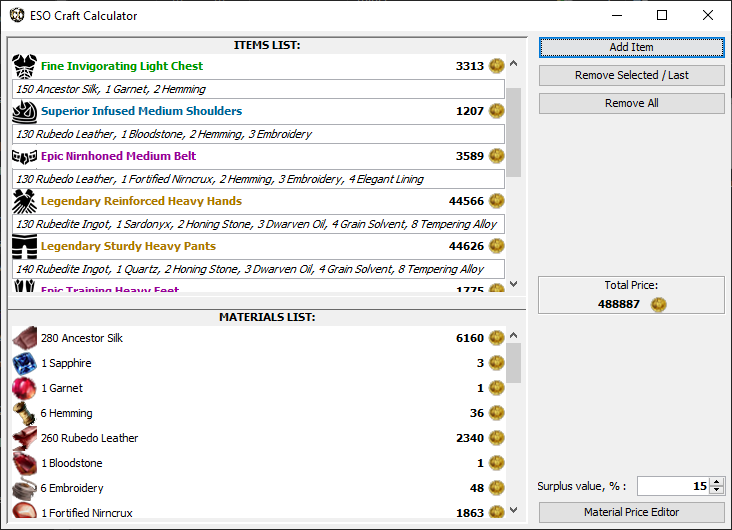 ESO Craft Calculator
ITEMS LIST:
Fine Invigorating Light Chest 3313
150 Ancestor Silk, 1 Garnet, 2 Hemming
Superior Infused Medium Shoulders 1207
130 Rubedo Leather, 1 Bloodstone, 2 Hemming, 3 Embroidery
Epic Nirnhoned Medium Belt 3589
130 Rubedo Leather, 1 Fortified Nirncrux, 2 Hemming, 3 Embroidery, 4 Elegant Lining
Legendary Reinforced Heavy Hands 44566
130 Rubedite Ingot, 1 Sardonyx, 2 Honing Stone, 3 Dwarven Oil, 4 Grain Solvent, 8 Tempering Alloy
Legendary Sturdy Heavy Pants 44626
140 Rubedite Ingot, 1 Quartz, 2 Honing Stone, 3 Dwarven Oil, 4 Grain Solvent, 8 Tempering Alloy
Epic Training Heavy Feet 1775
MATERIALS LIST:
280 Ancestor Silk 6160
1 Sapphire 3
1 Garnet 1
6 Hemming 36
260 Rubedo Leather 2340
1 Bloodstone 1
6 Embroidery 48
1 Fortified Nirncrux 1863
Add Item
Remove Selected / Last
Remove All
Total Price:
488887
Surplus value, % : 15
Material Price Editor